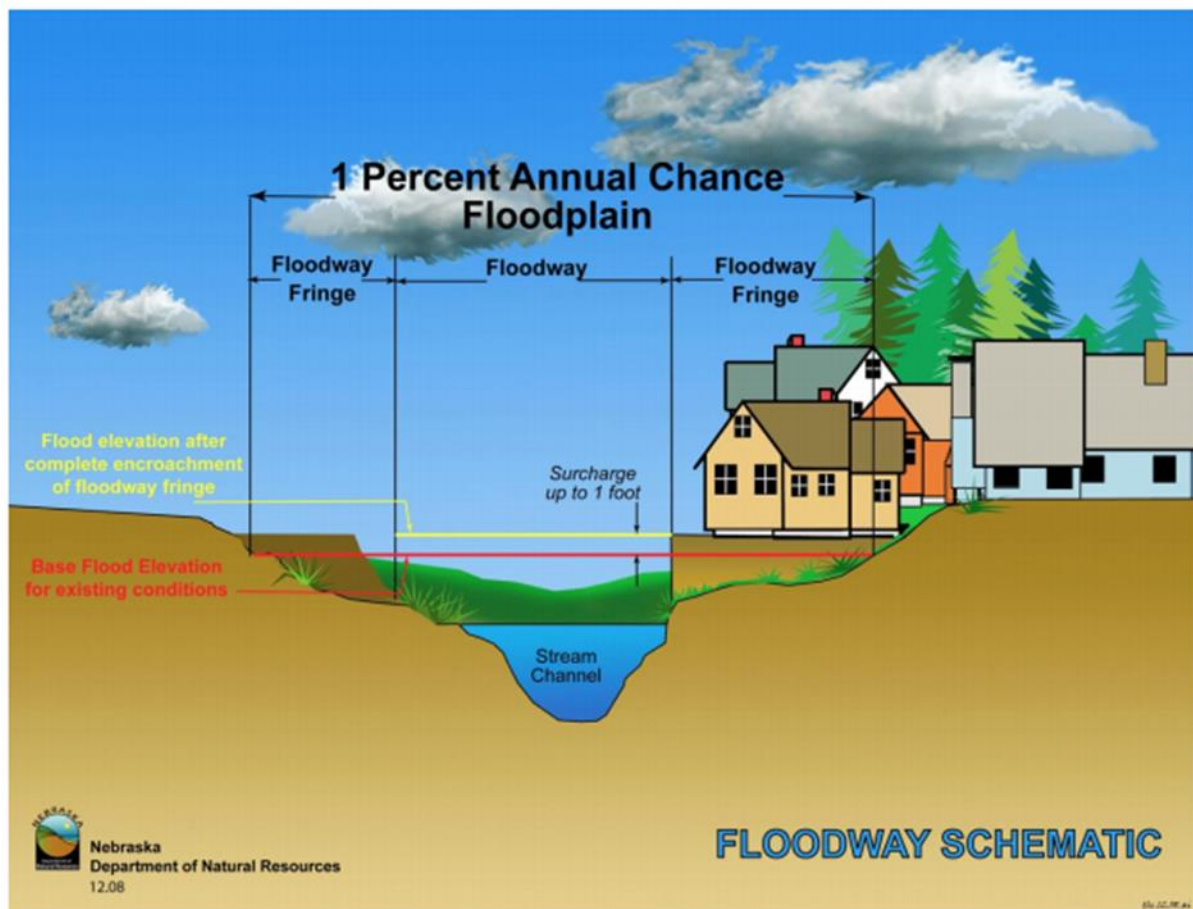 1 Percent Annual Chance
Floodplain
Floodway
Fringe
Floodway
Floodway
Fringe
Flood elevation after
complete encroachment
of floodway fringe
Surcharge
up to 1 foot
Base Flood Elevation
for existing conditions
Stream
Channel
NEBRASKA
Nebraska
Department of Natural Resources
12.08
FLOODWAY SCHEMATIC